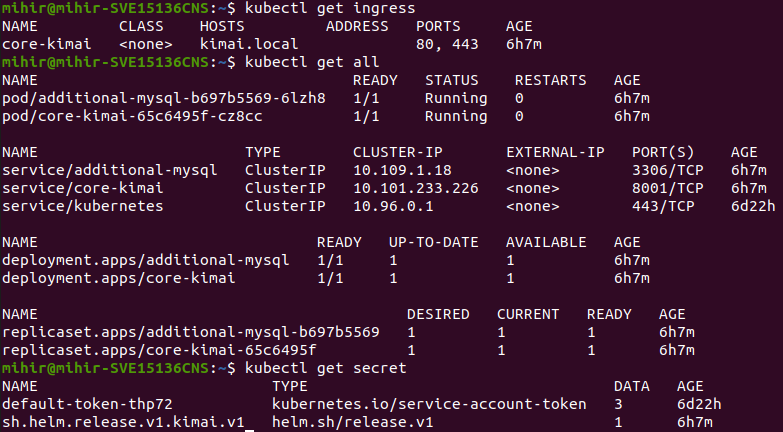 mihir@mihir-SVE15136CNS:~$ kubectl get ingress
NAME CLASS HOSTS ADDRESS PORTS AGE
core-kimai <none> kimai.local 80, 443 6h7m
mihir@mihir-SVE15136CNS:~$ kubectl get all
NAME READY STATUS RESTARTS AGE
pod/additional-mysql-b697b5569-6lzh8 1/1 Running 0 6h7m
pod/core-kimai-65c6495f-cz8cc 1/1 Running 0 6h7m
NAME TYPE CLUSTER-IP EXTERNAL-IP PORT(S) AGE
service/additional-mysql ClusterIP 10.109.1.18 <none> 3306/TCP 6h7m
service/core-kimai ClusterIP 10.101.233.226 <none> 8001/TCP 6h7m
service/kubernetes ClusterIP 10.96.0.1 <none> 443/TCP 6d22h
NAME READY UP-TO-DATE AVAILABLE AGE
deployment.apps/additional-mysql 1/1 1 1 6h7m
deployment.apps/core-kimai 1/1 1 1 6h7m
NAME DESIRED CURRENT READY AGE
replicaset.apps/additional-mysql-b697b5569 1 1 1 6h7m
replicaset.apps/core-kimai-65c6495f 1 1 1 6h7m
mihir@mihir-SVE15136CNS:~$ kubectl get secret
NAME TYPE DATA AGE
default-token-thp72 kubernetes.io/service-account-token 3 6d22h
sh.helm.release.v1.kimai.v1 helm.sh/release.v1 1 6h7m